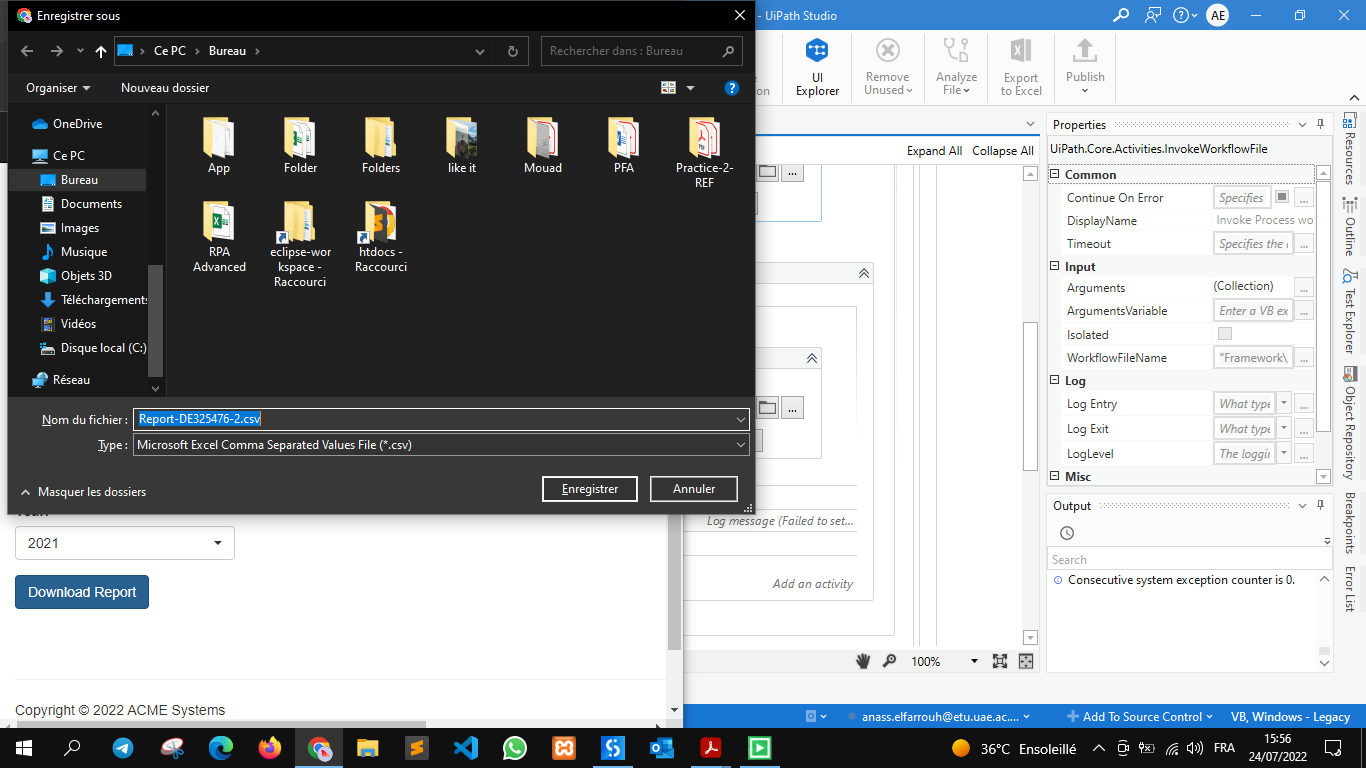 Enregistrer sous
Ce PC
Bureau
Rechercher dans : Bureau
Organiser
Nouveau dossier
?
OneDrive
Ce PC
Bureau
Documents
Images
Musique
Objets 3D
Téléchargements
Vidéos
Disque local (C:)
Réseau
App
Folder
Folders
like it
Mouad
PFA
Practice-2-
REF
RPA
Advanced
eclipse-wor
kspace -
Raccourci
htdocs -
Raccourci
Nom du fichier :
Report-DE325476-2.csv
Type :
Microsoft Excel Comma Separated Values File (*.csv)
Masquer les dossiers
Enregistrer
Annuler
2021
Download Report
Copyright © 2022 ACME Systems
- UiPath Studio
?
AE
UI
Explorer
Remove
Unused
Analyze
File
Export
to Excel
Publish
Expand All
Collapse All
...
...
Log message (Failed to set...
Add an activity
100%
Properties
UiPath.Core.Activities.InvokeWorkflowFile
Common
Continue On Error
Specifies
...
DisplayName
Invoke Process wo
Timeout
Specifies the
...
Input
Arguments
(Collection)
...
ArgumentsVariable
Enter a VB ex
...
Isolated
WorkflowFileName
"Framework\
...
Log
Log Entry
What type
...
Log Exit
What type
...
LogLevel
The loggin
...
Misc
Output
Search
Consecutive system exception counter is 0.
Resources
Outline
Test Explorer
Object Repository
Breakpoints
Error List
anass.elfarrouh@etu.uae.ac....
Add To Source Control
VB, Windows - Legacy
36°C Ensoleillé
FRA
15:56
24/07/2022